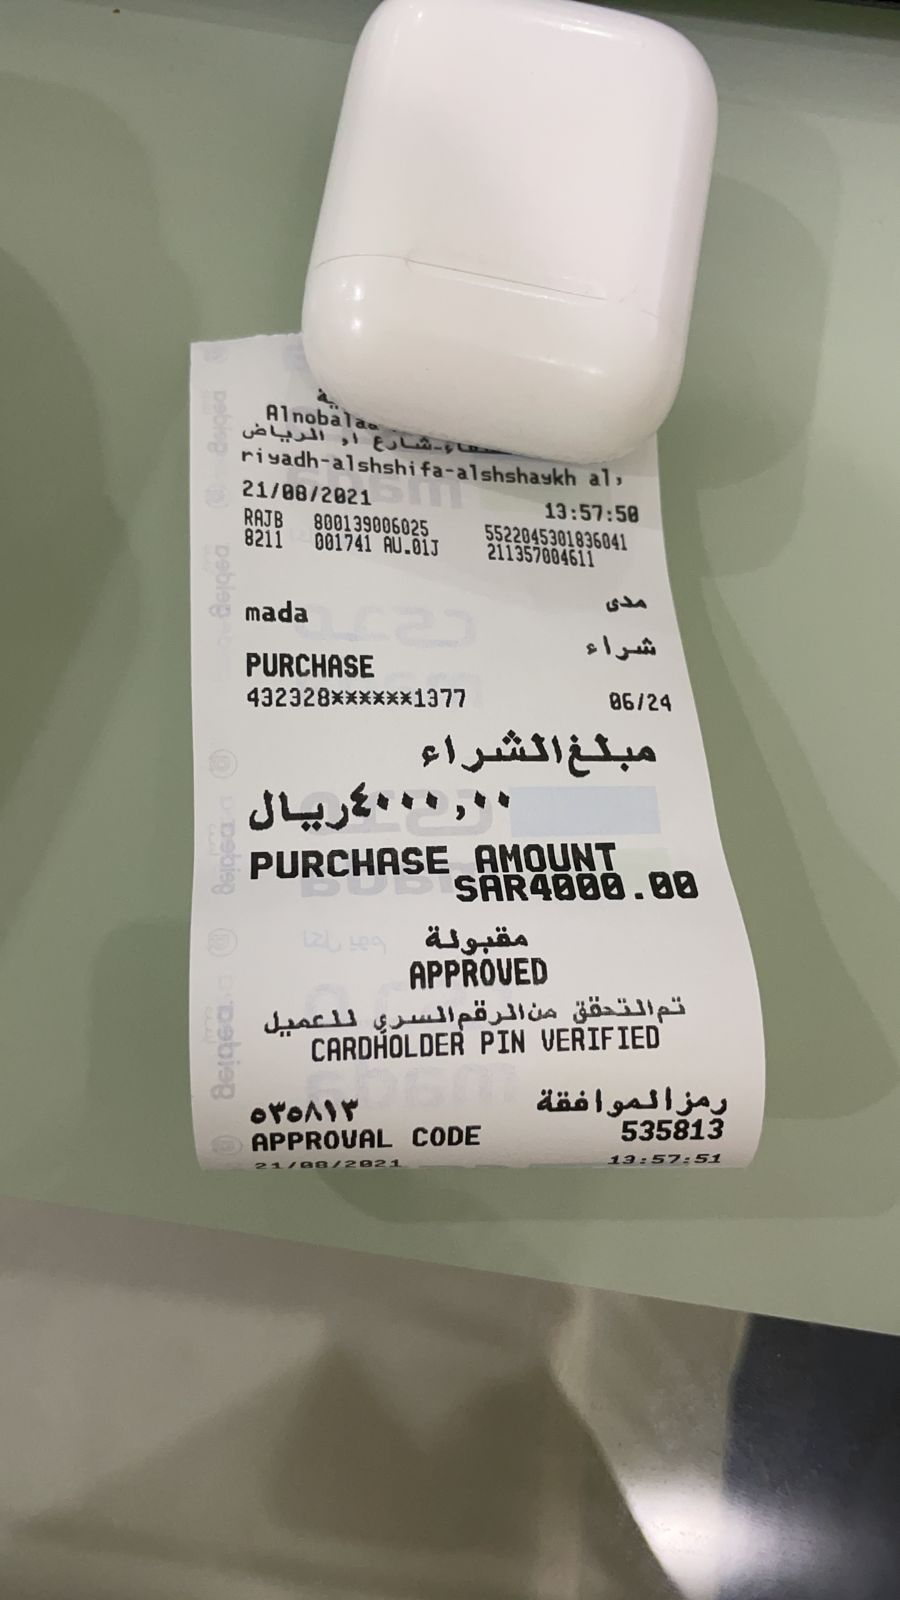 Alnobalaa
riyadh-alshshifa-alshshaykh al,
21/08/2021 13:57:50
RAJB 800139006025 5522045301836041
8211 001741 AU.01J 211357004611
mada مدى
شراء
PURCHASE
432328******1377 06/24
مبلغ الشراء
٤٠٠٠,٠٠ ريال
PURCHASE AMOUNT
SAR4000.00
مقبولة
APPROVED
تم التحقق من الرقم السري للعميل
CARDHOLDER PIN VERIFIED
رمز الموافقة ٥٣٥٨١٣
APPROVAL CODE 535813
21/08/2021 13:57:51